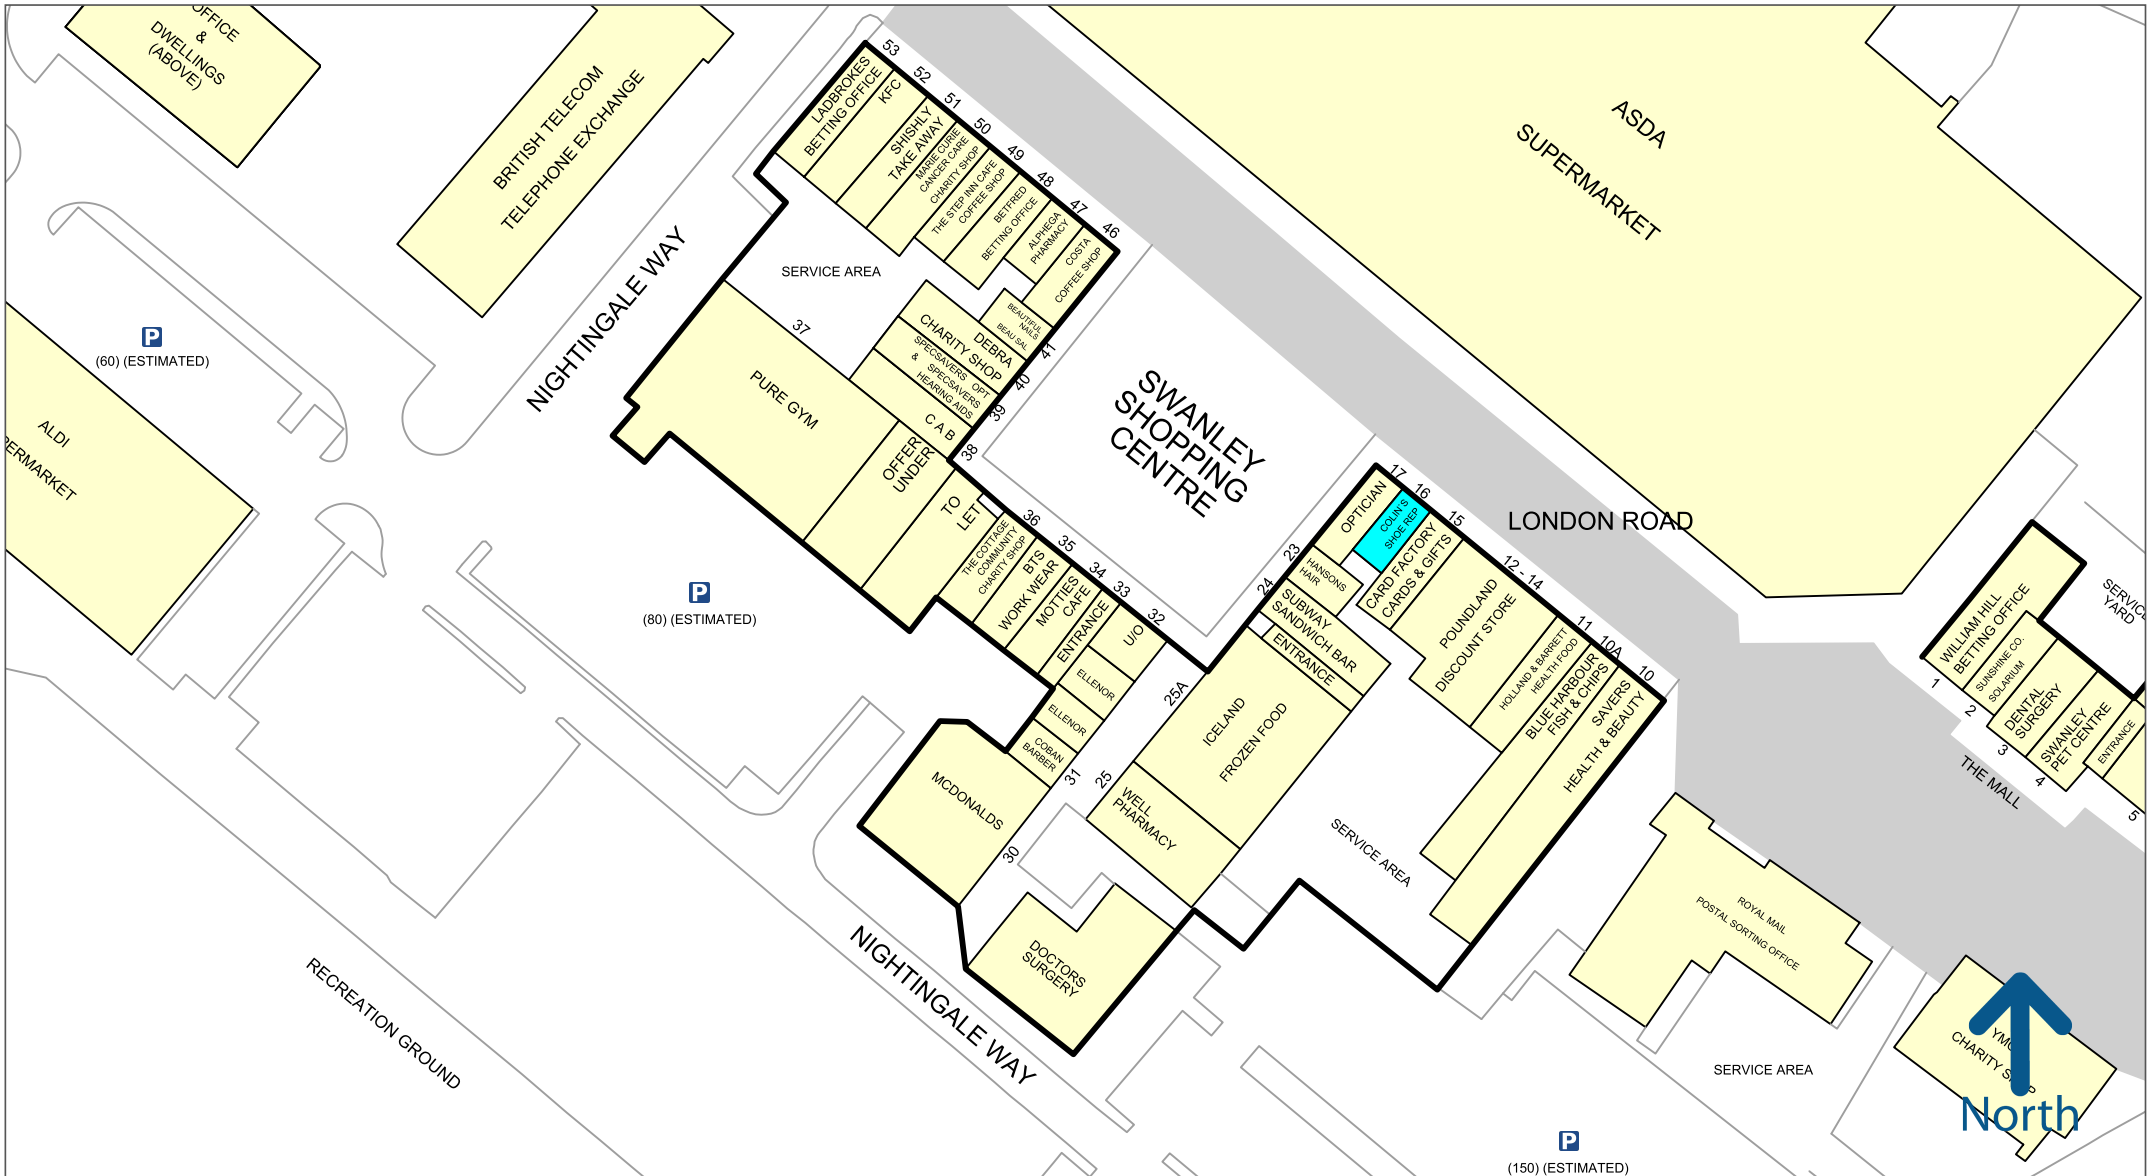 OFFICE
&
DWELLINGS
(ABOVE)
BRITISH TELECOM
TELEPHONE EXCHANGE
P
(60) (ESTIMATED)
ALDI
PERMARKET
NIGHTINGALE WAY
53
LADBROKES
BETTING OFFICE
52
KFC
51
SHISHLY
TAKE AWAY
50
MARIE CURIE
CANCER CARE
CHARITY SHOP
49
THE STEP INN CAFE
COFFEE SHOP
48
BETFRED
BETTING OFFICE
47
ALPHEGA
PHARMACY
46
COSTA
COFFEE SHOP
SERVICE AREA
BEAUTIFUL
NAILS
BEAU SAL
41
DEBRA
CHARITY SHOP
40
SPECSAVERS OPT
&
SPECSAVERS
HEARING AIDS
39
C A B
38
37
PURE GYM
OFFER
UNDER
TO
LET
36
THE COTTAGE
COMMUNITY
CHARITY SHOP
35
BTS
WORK WEAR
34
MOTTIES
CAFE
33
ENTRANCE
32
U/O
ELLENOR
ELLENOR
COBAN
BARBER
31
MCDONALDS
30
P
(80) (ESTIMATED)
SWANLEY
SHOPPING
CENTRE
ASDA
SUPERMARKET
LONDON ROAD
17
OPTICIAN
16
COLIN'S
SHOE REP
15
CARD FACTORY
CARDS & GIFTS
12 - 14
POUNDLAND
DISCOUNT STORE
11
HOLLAND & BARRETT
HEALTH FOOD
10A
BLUE HARBOUR
FISH & CHIPS
10
SAVERS
HEALTH & BEAUTY
23
HANSONS
HAIR
24
SUBWAY
SANDWICH BAR
ENTRANCE
25A
ICELAND
FROZEN FOOD
25
WELL
PHARMACY
SERVICE AREA
DOCTORS
SURGERY
NIGHTINGALE WAY
RECREATION GROUND
WILLIAM HILL
BETTING OFFICE
1
SUNSHINE CO.
SOLARIUM
2
DENTAL
SURGERY
3
SWANLEY
PET CENTRE
4
ENTRANCE
5
SERVIC
YARD
THE MALL
ROYAL MAIL
POSTAL SORTING OFFICE
SERVICE AREA
CHARITY
North
P
(150) (ESTIMATED)